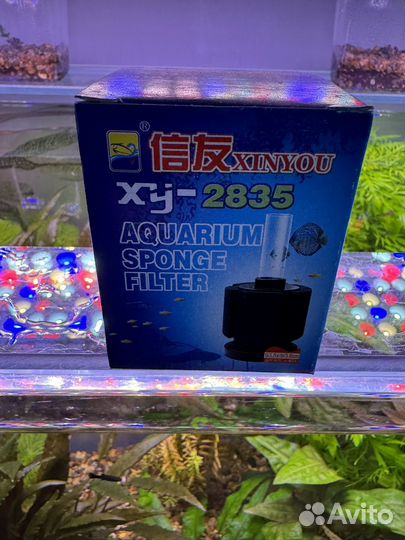 ® 信友 XINYOU
XY-2835
AQUARIUM
SPONGE
FILTER
Avito